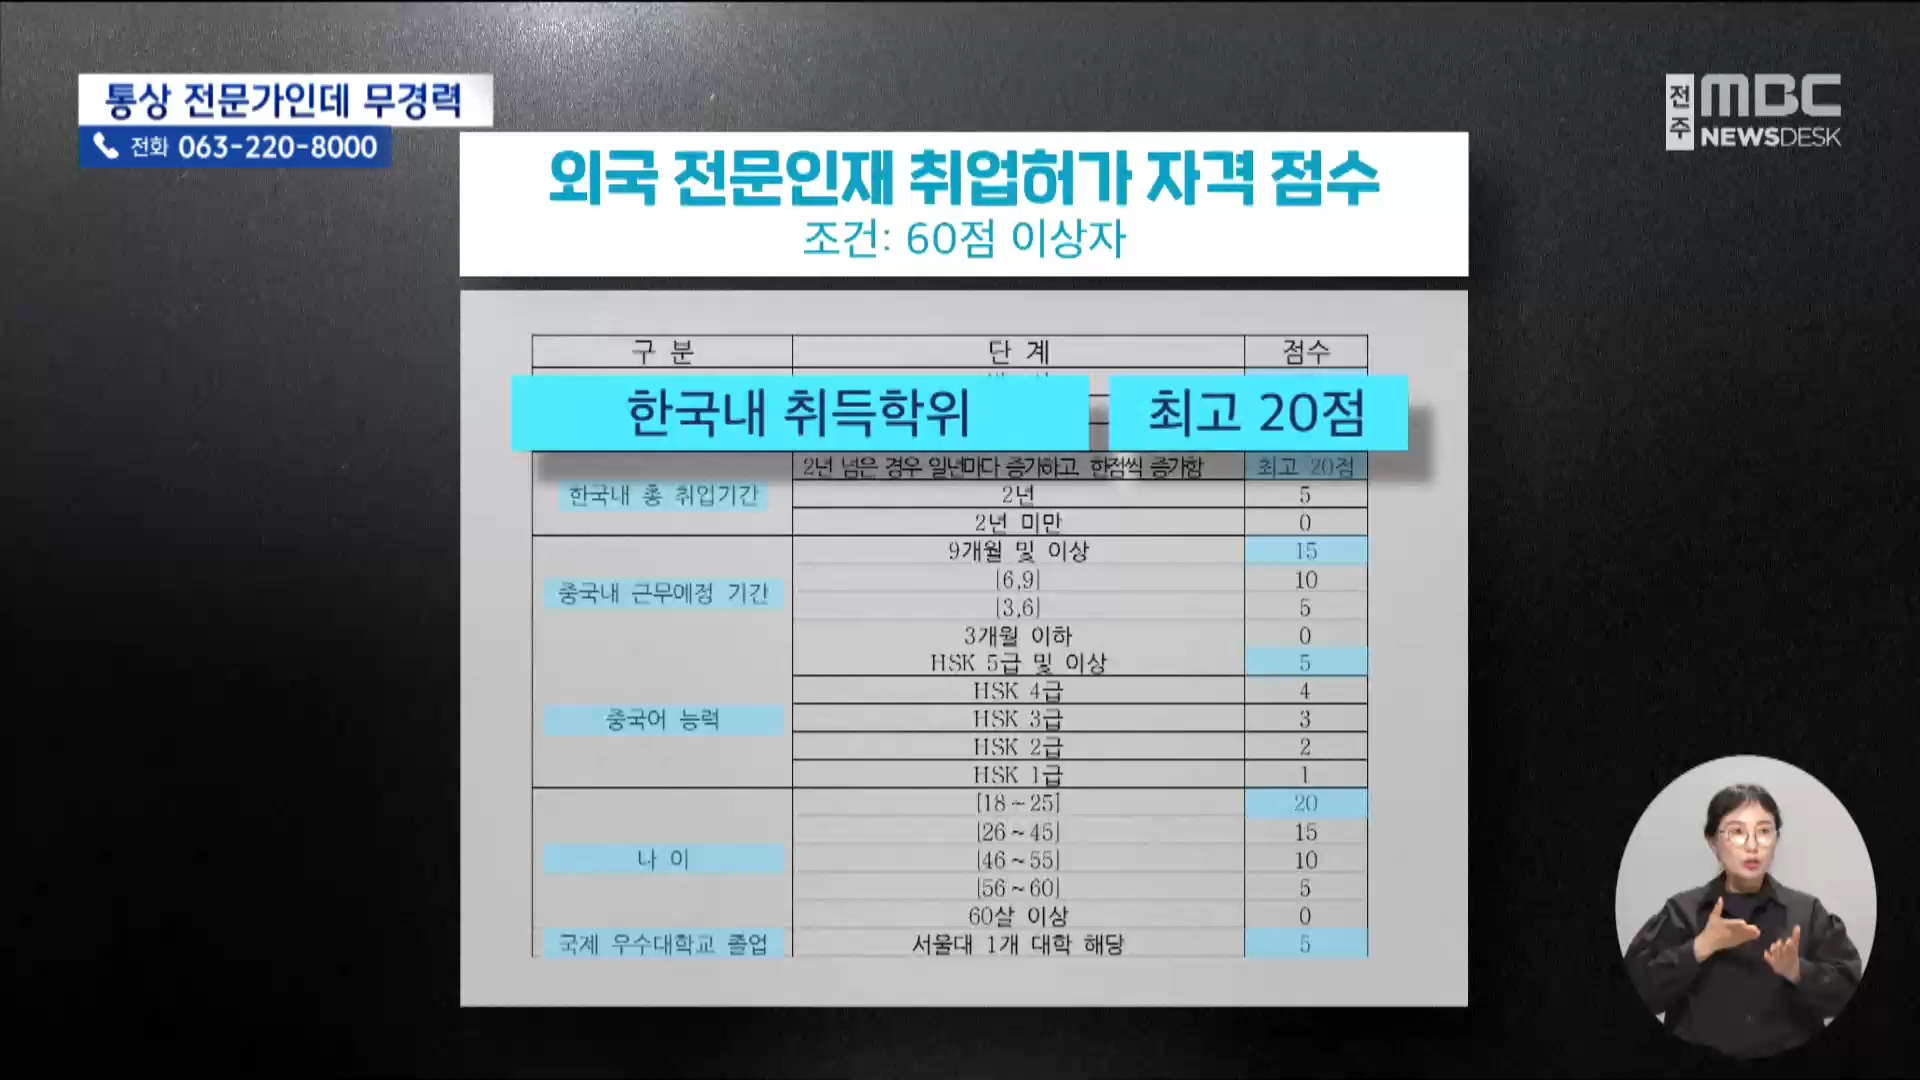 통상 전문가인데 무경력
전화 063-220-8000
전주 MBC
NEWSDESK
외국 전문인재 취업허가 자격 점수
조건: 60점 이상자
구 분 단 계 점수
한국내 취득학위 최고 20점
2년 넘은 경우 일년마다 증가하고, 한점씩 증가함 최고 20점
한국내 총 취업기간 2년 5
2년 미만 0
9개월 및 이상 15
중국내 근무예정 기간 [6,9] 10
[3,6] 5
3개월 이하 0
HSK 5급 및 이상 5
HSK 4급 4
중국어 능력 HSK 3급 3
HSK 2급 2
HSK 1급 1
[18~25] 20
[26~45] 15
나 이 [46~55] 10
[56~60] 5
60살 이상 0
국제 우수대학교 졸업 서울대 1개 대학 해당 5